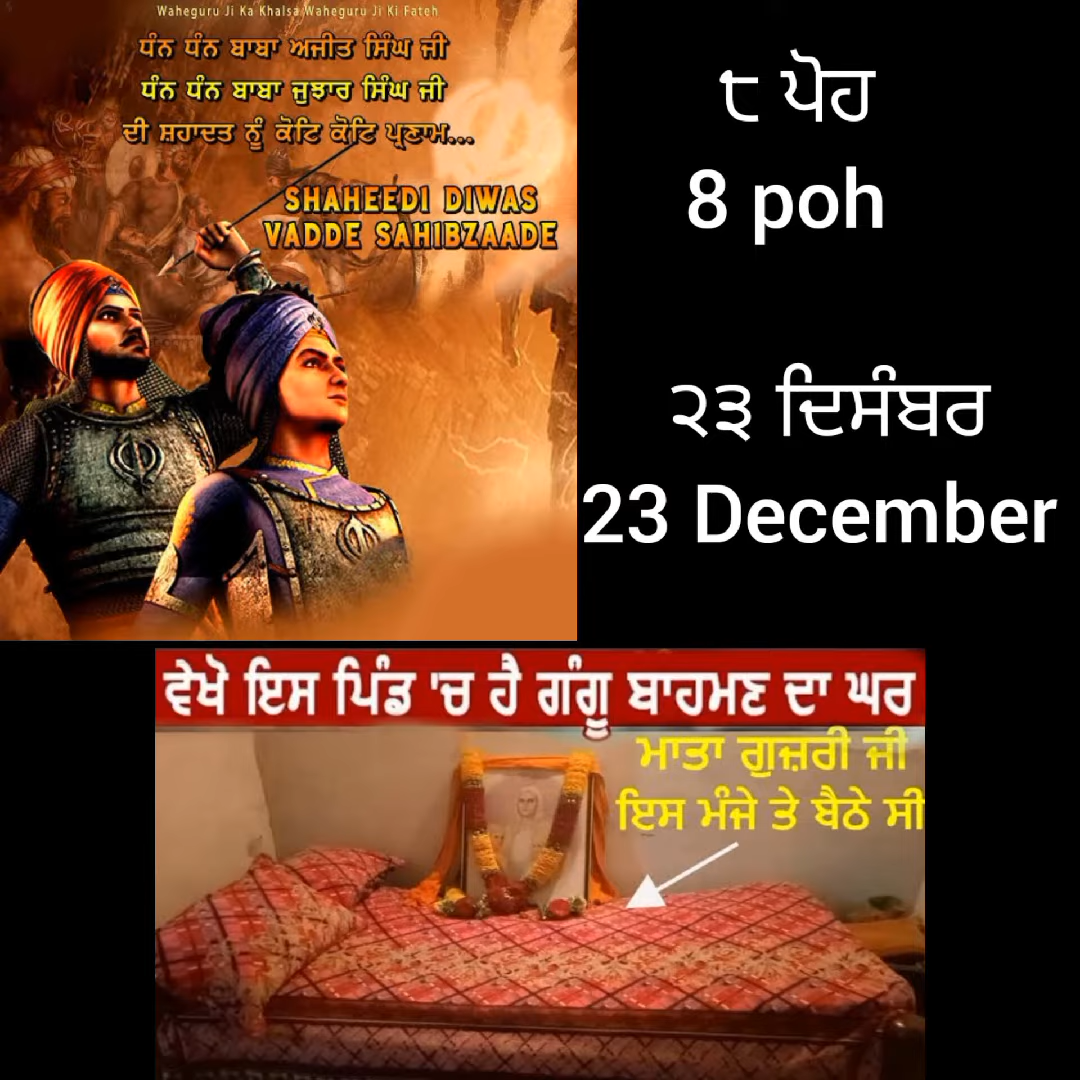 Waheguru Ji Ka Khalsa Waheguru Ji Ki Fateh
ਧੰਨ ਧੰਨ ਬਾਬਾ ਅਜੀਤ ਸਿੰਘ ਜੀ
ਧੰਨ ਧੰਨ ਬਾਬਾ ਜੁਝਾਰ ਸਿੰਘ ਜੀ
ਦੀ ਸ਼ਹਾਦਤ ਨੂੰ ਕੋਟਿ ਕੋਟਿ ਪ੍ਰਣਾਮ...
SHAHEEDI DIWAS
VADDE SAHIBZAADE
੮ ਪੋਹ
8 poh
੨੩ ਦਿਸੰਬਰ
23 December
ਵੇਖੋ ਇਸ ਪਿੰਡ 'ਚ ਹੈ ਗੰਗੂ ਬਾਹਮਣ ਦਾ ਘਰ
ਮਾਤਾ ਗੁਜ਼ਰੀ ਜੀ
ਇਸ ਮੰਜੇ ਤੇ ਬੈਠੇ ਸੀ